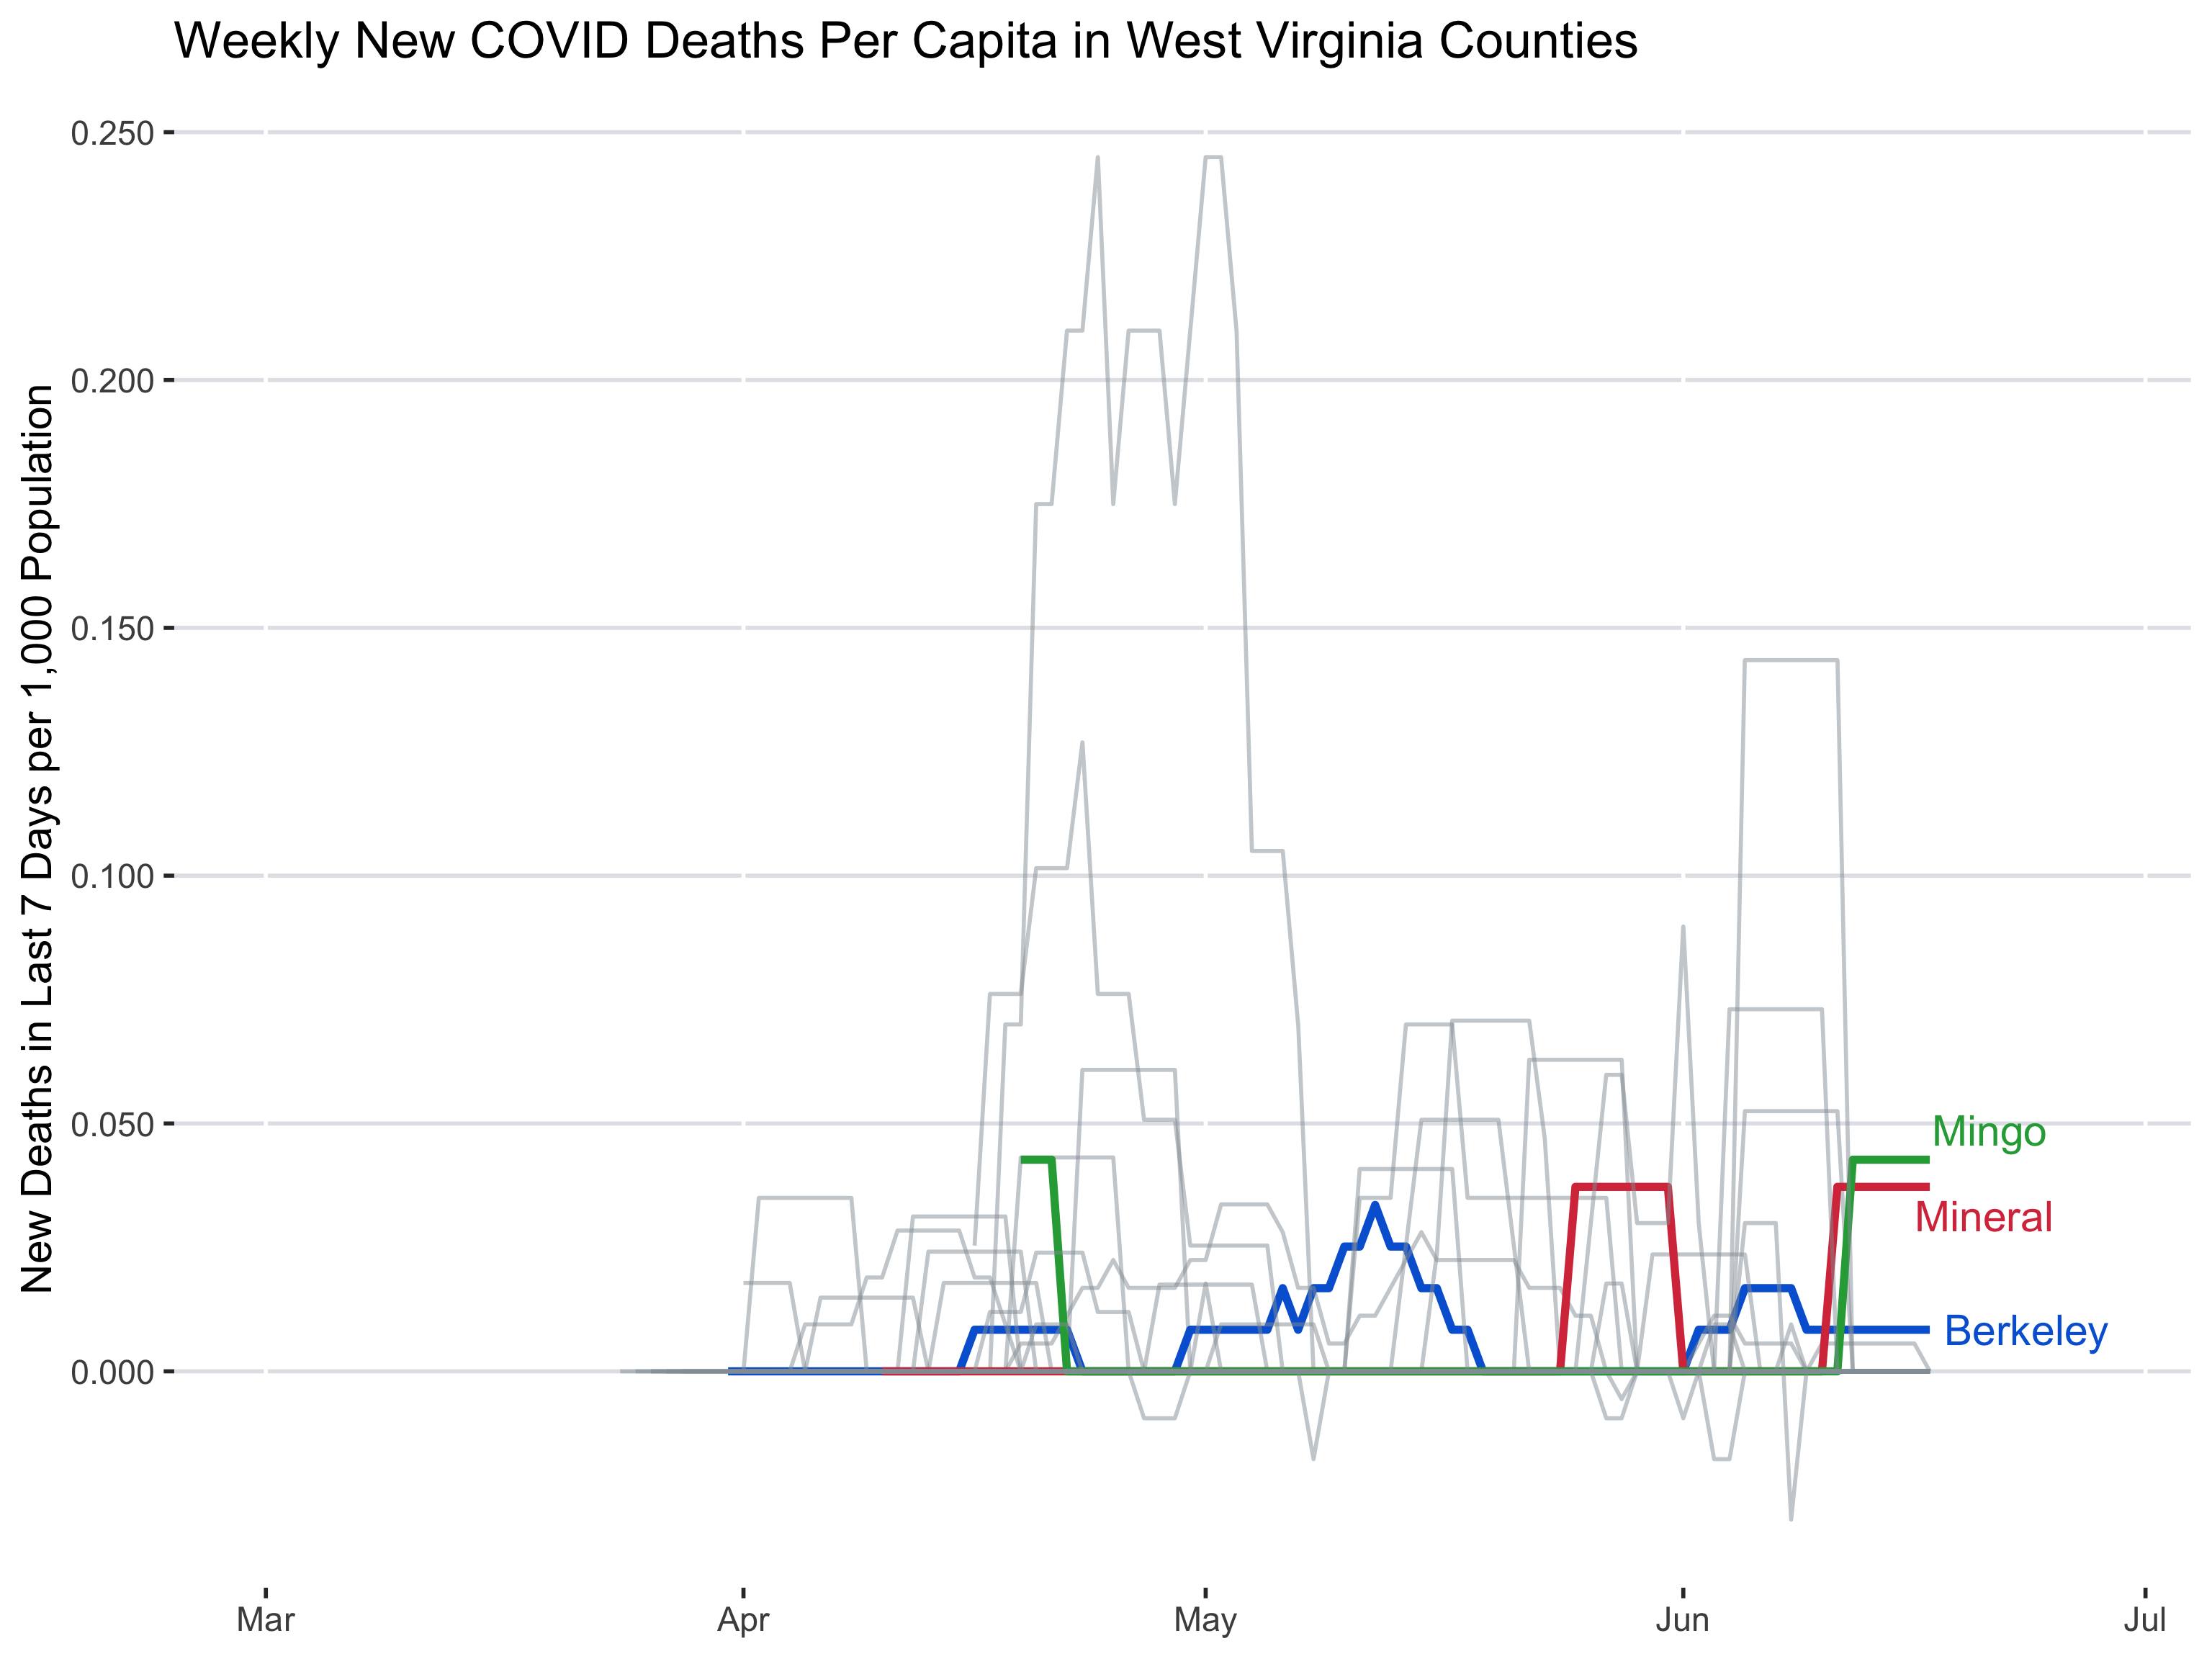 Weekly New COVID Deaths Per Capita in West Virginia Counties
New Deaths in Last 7 Days per 1,000 Population
0.250
0.200
0.150
0.100
0.050
0.000
Mingo
Mineral
Berkeley
Mar Apr May Jun Jul